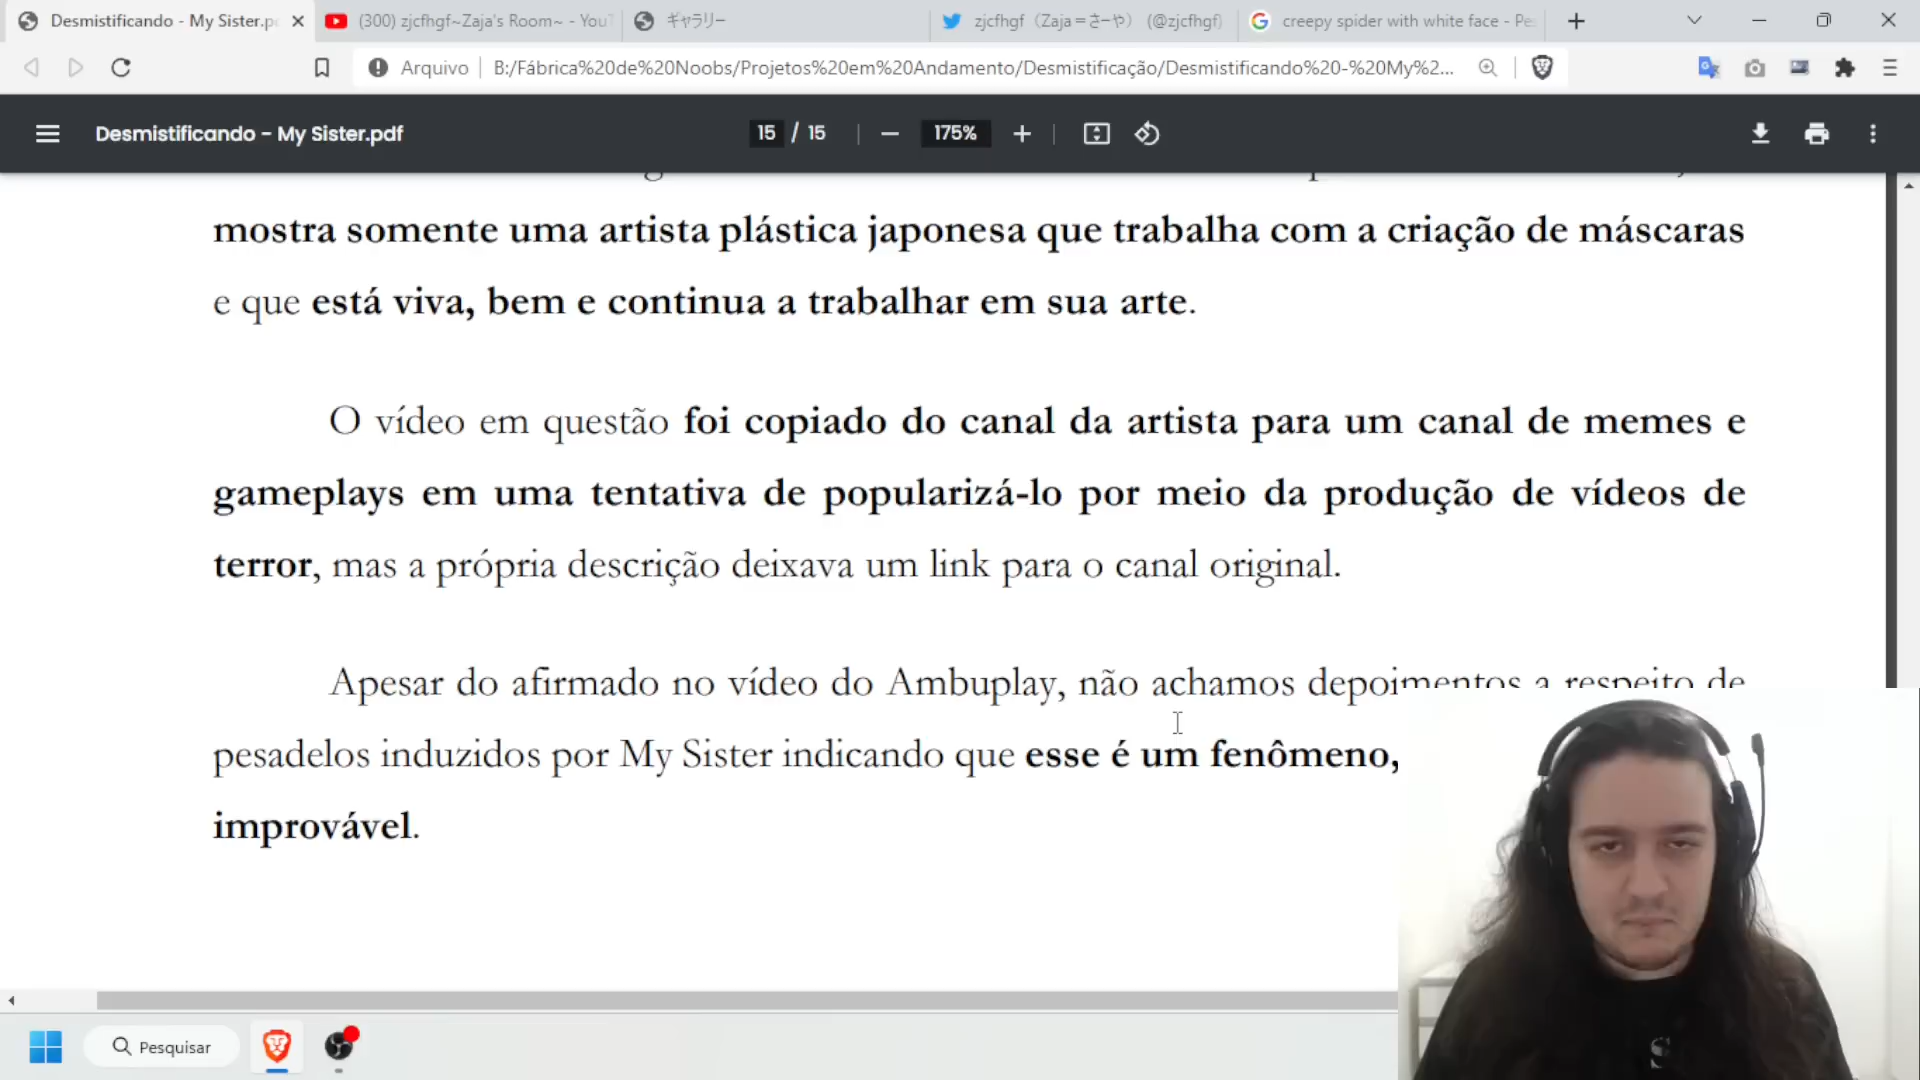 Desmistificando - My Sister.p
(300) zjcfhgf~Zaja's Room~ - You
ギャラリー
zjcfhgf（Zaja＝さーや） (@zjcfhgf)
creepy spider with white face - Pe
Arquivo
B:/Fábrica%20de%20Noobs/Projetos%20em%20Andamento/Desmistificação/Desmistificando%20-%20My%2...
Desmistificando - My Sister.pdf
15 / 15
175%
mostra somente uma artista plástica japonesa que trabalha com a criação de máscaras
e que está viva, bem e continua a trabalhar em sua arte.
O vídeo em questão foi copiado do canal da artista para um canal de memes e
gameplays em uma tentativa de popularizá-lo por meio da produção de vídeos de
terror, mas a própria descrição deixava um link para o canal original.
Apesar do afirmado no vídeo do Ambuplay, não achamos depoimentos a respeito de
pesadelos induzidos por My Sister indicando que esse é um fenômeno,
improvável.
Pesquisar